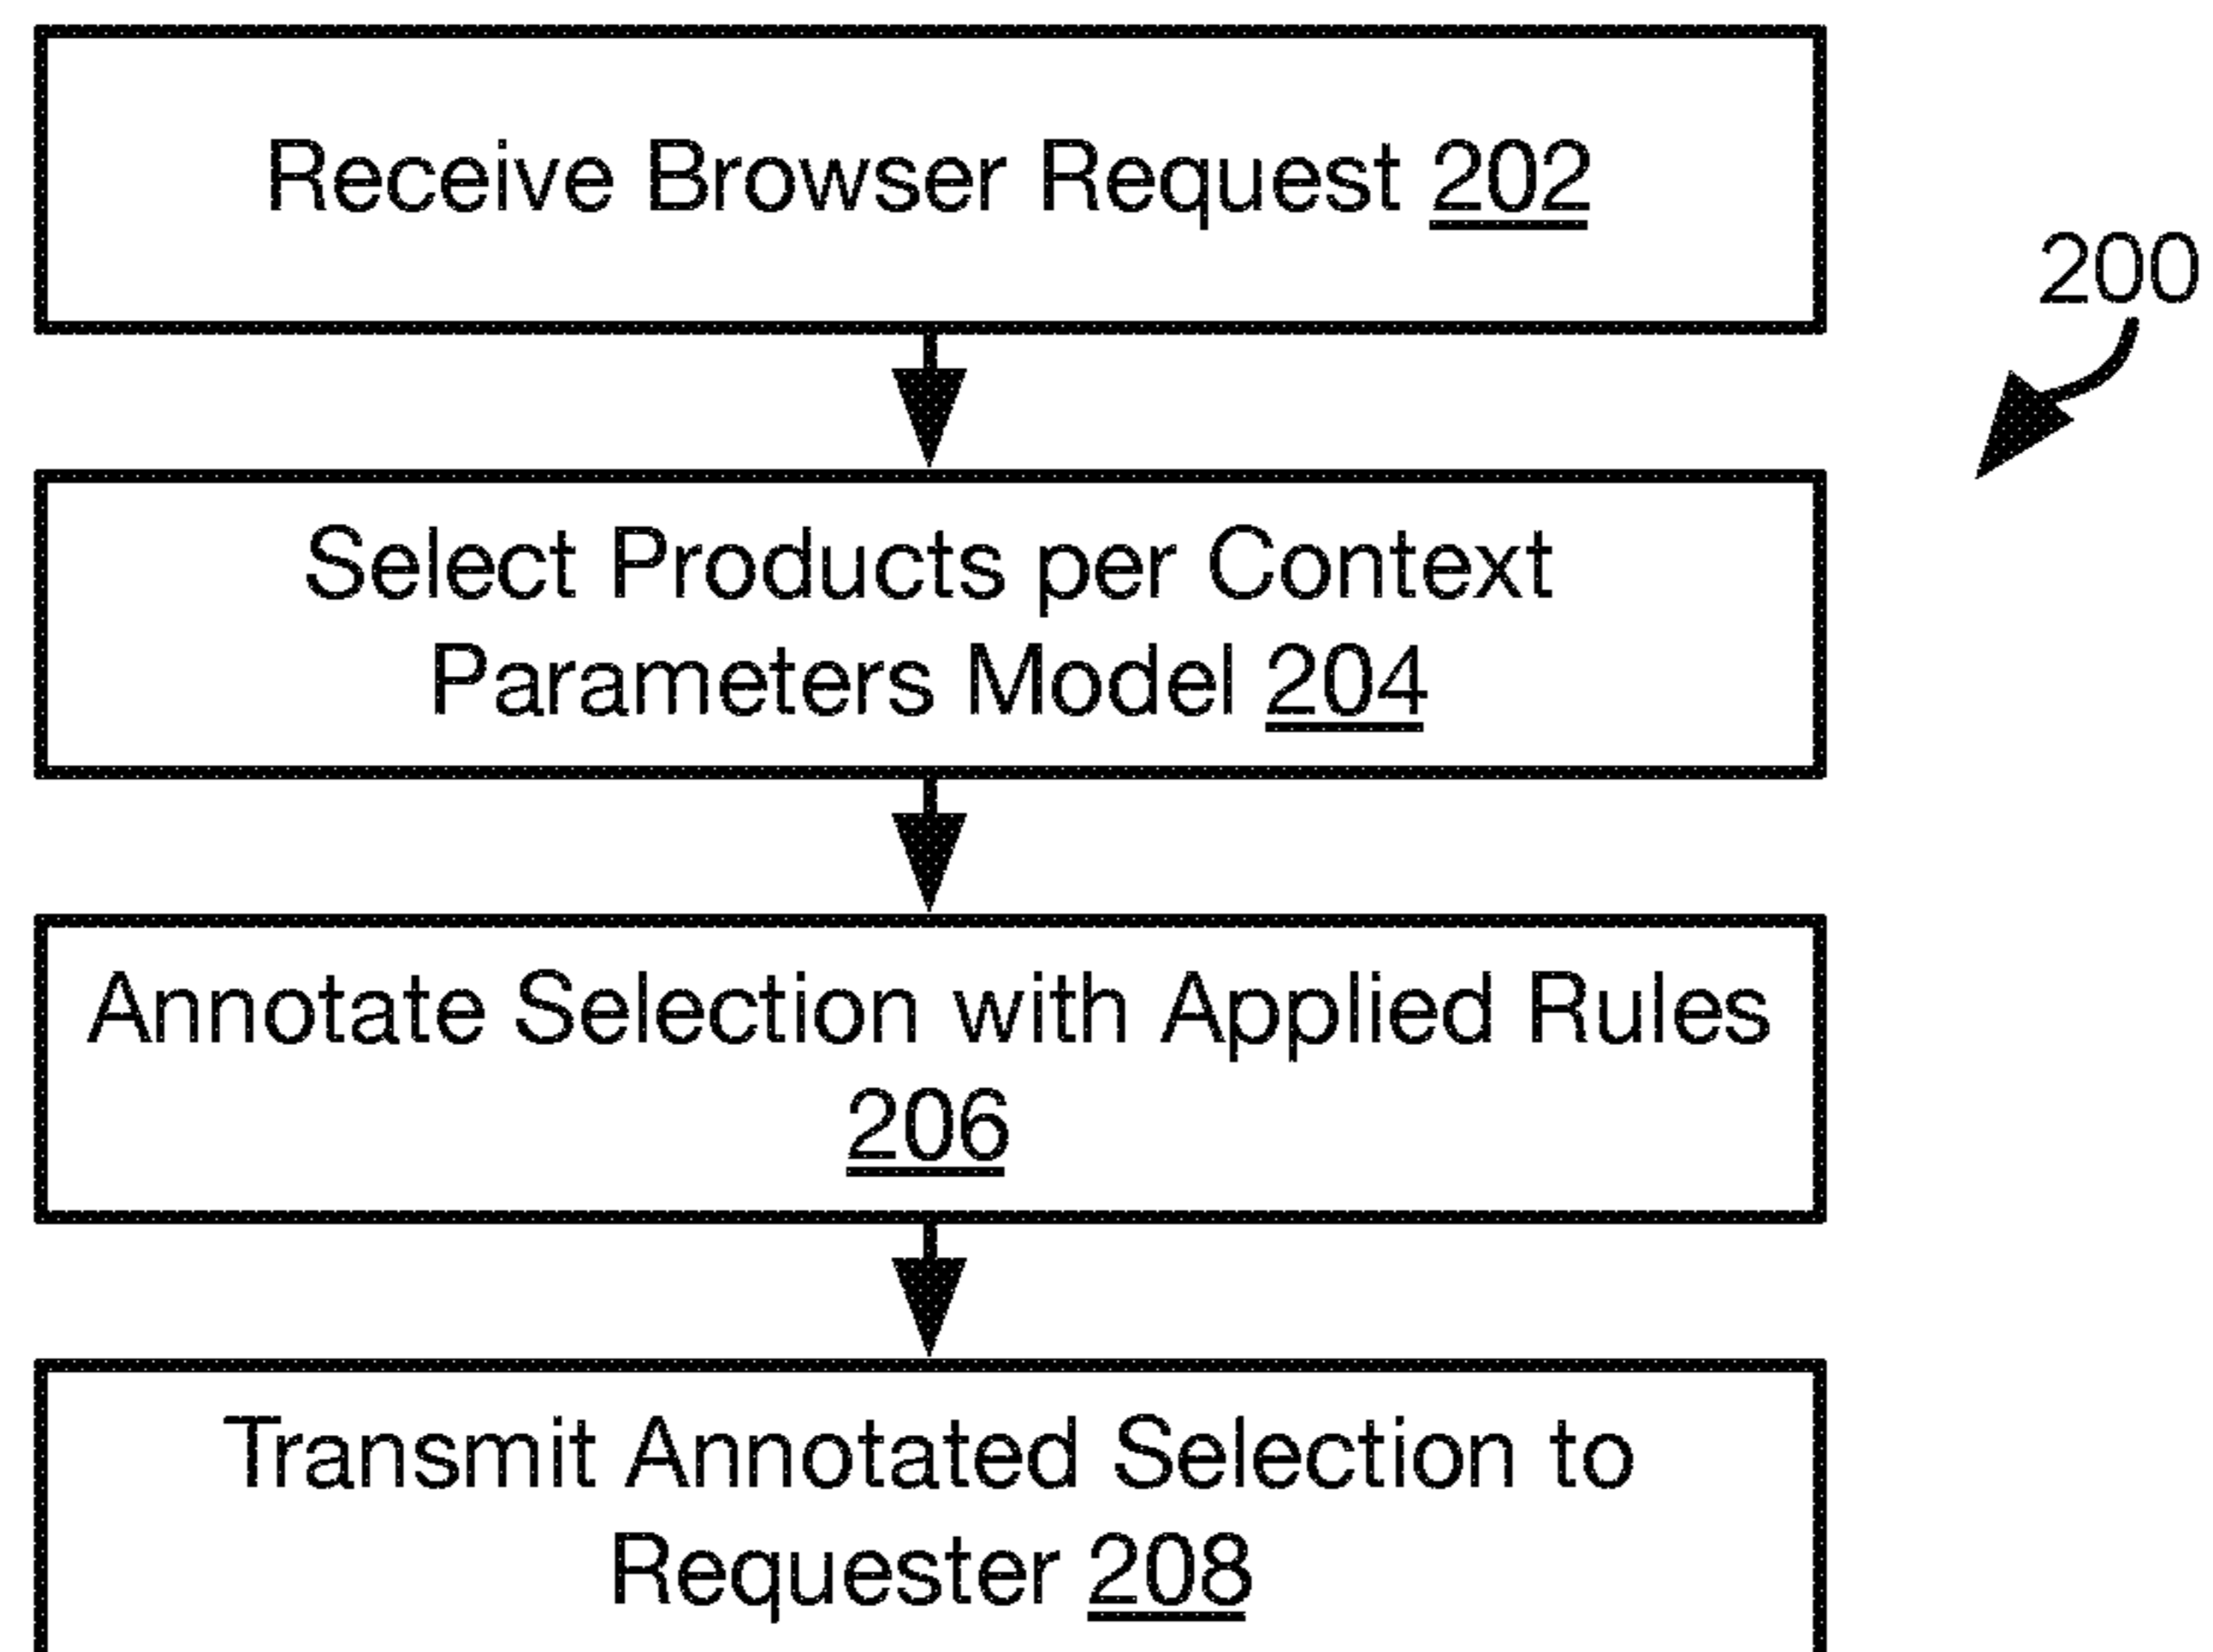 Receive Browser Request 202
200
Select Products per Context
Parameters Model 204
Annotate Selection with Applied Rules
206
Transmit Annotated Selection to
Requester 208